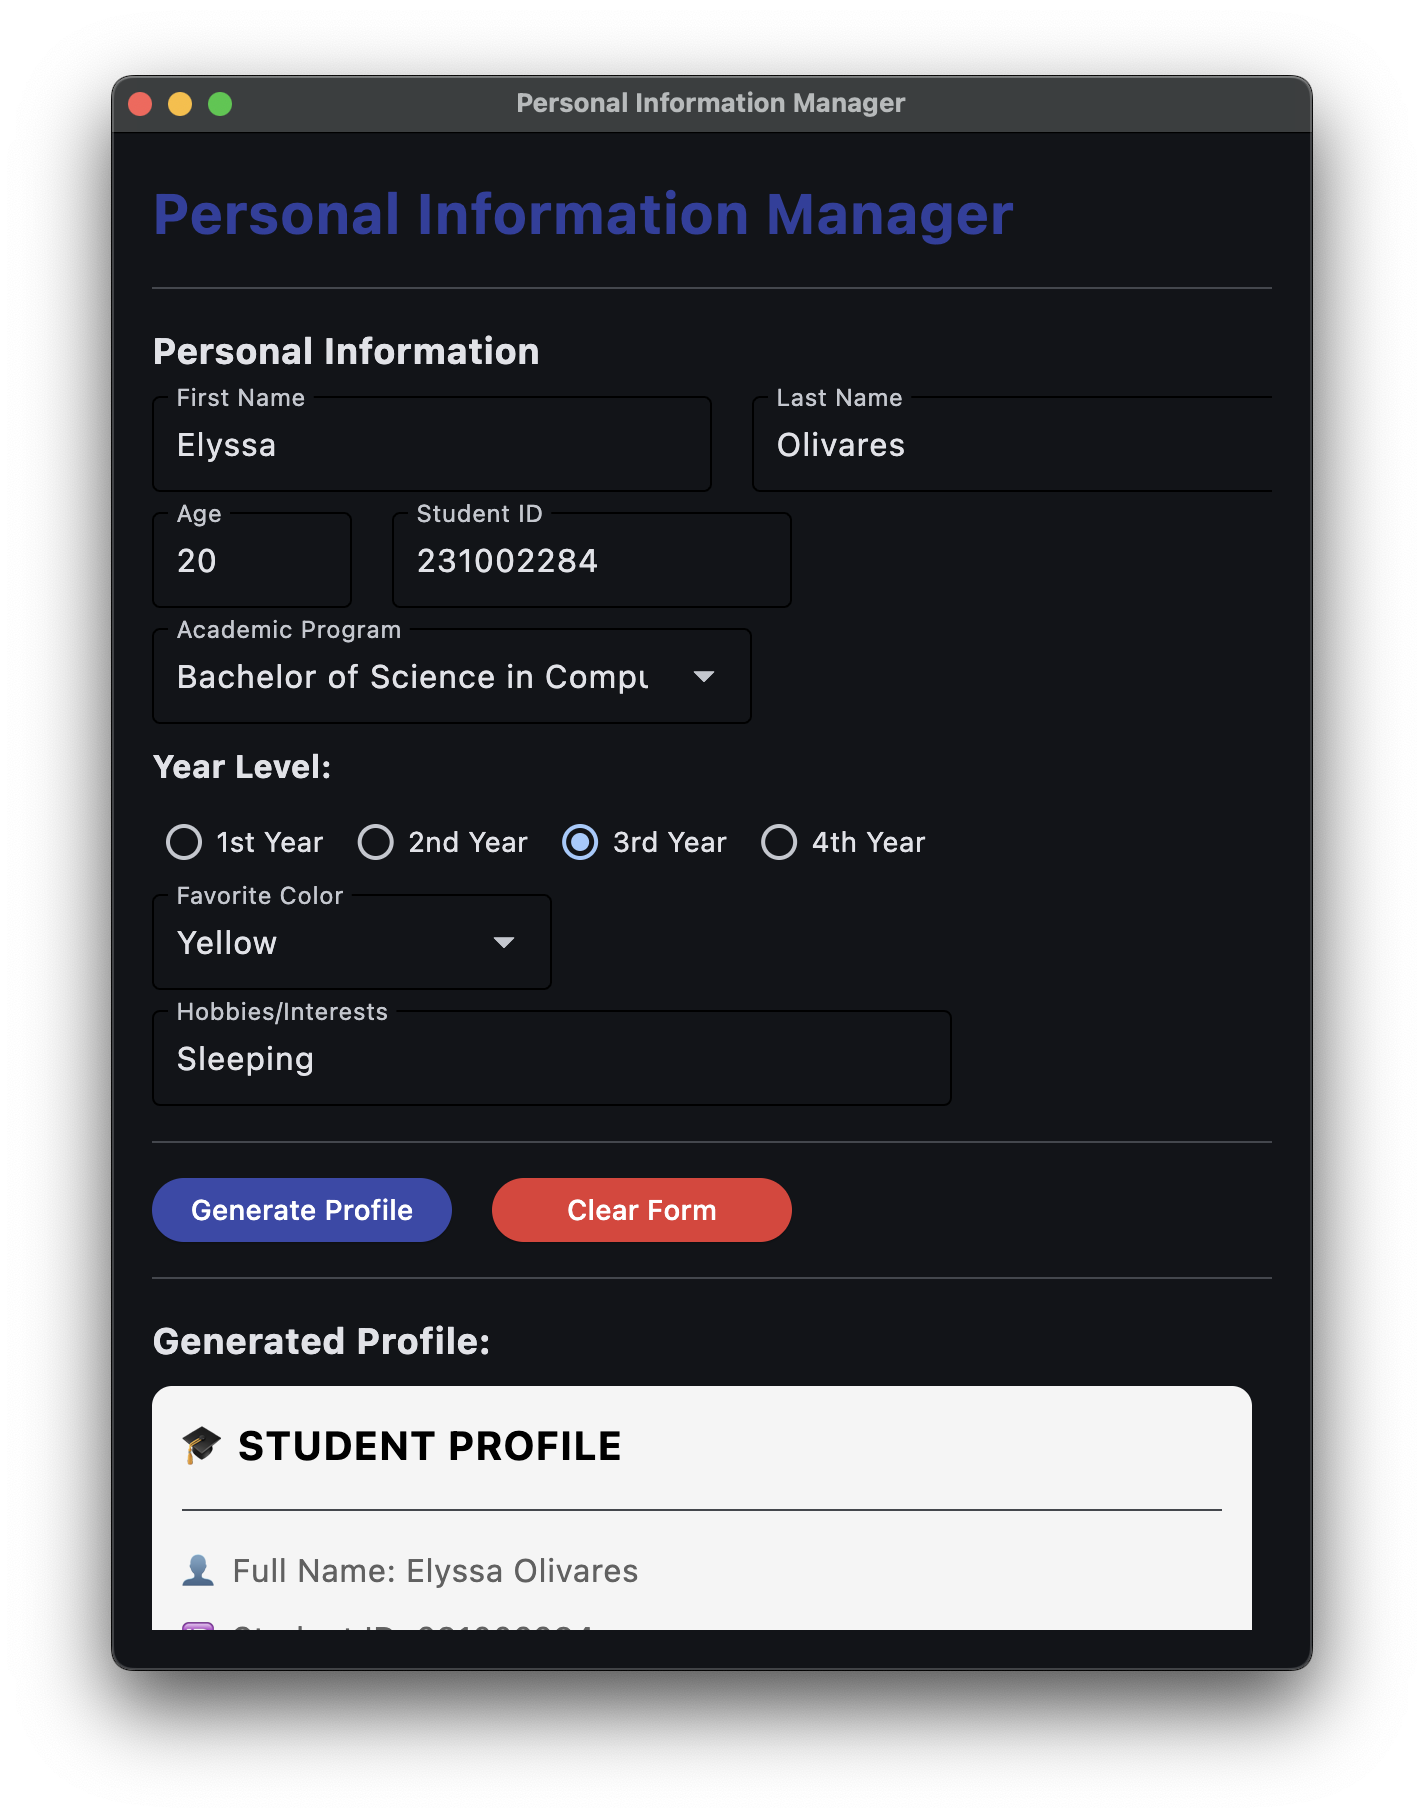 Personal Information Manager
Personal Information Manager
Personal Information
First Name
Last Name
Elyssa
Olivares
Age
Student ID
20
231002284
Academic Program
Bachelor of Science in Compu
Year Level:
1st Year 2nd Year 3rd Year 4th Year
Favorite Color
Yellow
Hobbies/Interests
Sleeping
Generate Profile Clear Form
Generated Profile:
🎓 STUDENT PROFILE
👤 Full Name: Elyssa Olivares